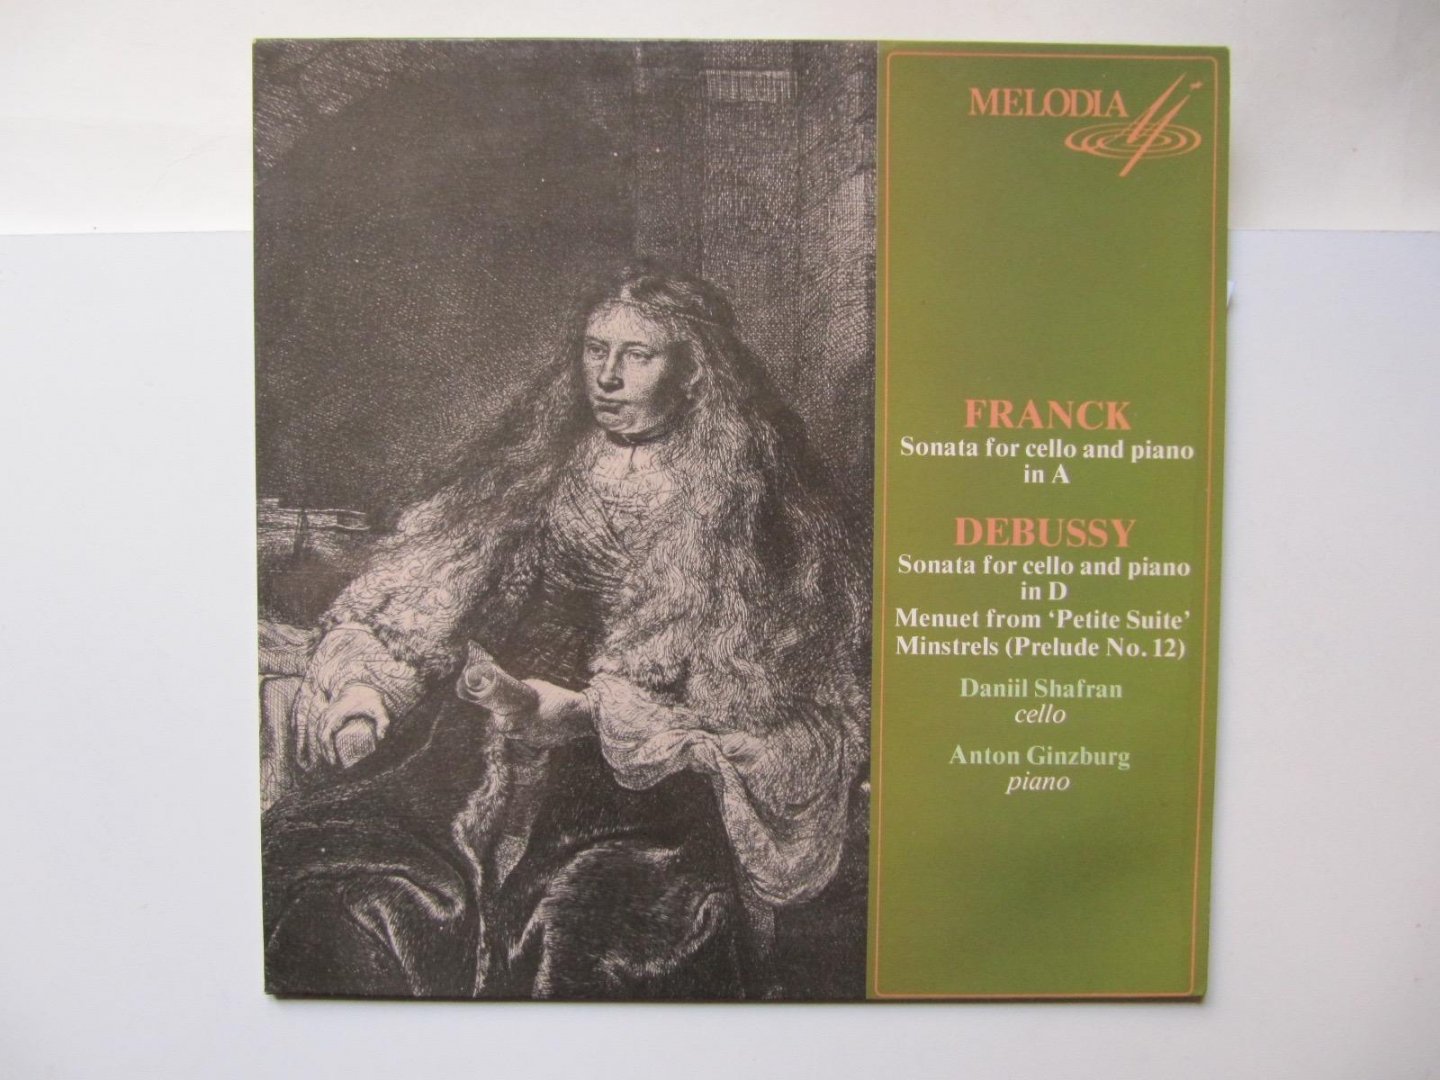 MELODIA
FRANCK
Sonata for cello and piano
in A
DEBUSSY
Sonata for cello and piano
in D
Menuet from ‘Petite Suite’
Minstrels (Prelude No. 12)
Daniil Shafran
cello
Anton Ginzburg
piano